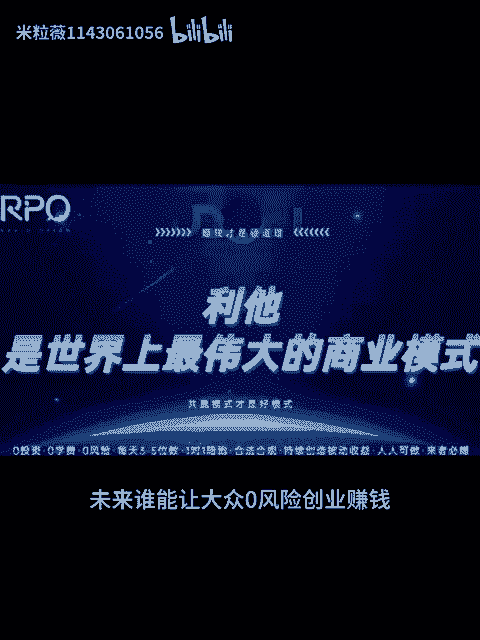 米粒薇1143061056 bilibili
RPO
赚钱才是硬道理
利他
是世界上最伟大的商业模式
共赢模式才是好模式
0投资·0学费·0风险·每天3-5位数·1对1陪跑·合法合规·持续创造被动收益·人人可做·来者必赚
未来谁能让大众0风险创业赚钱